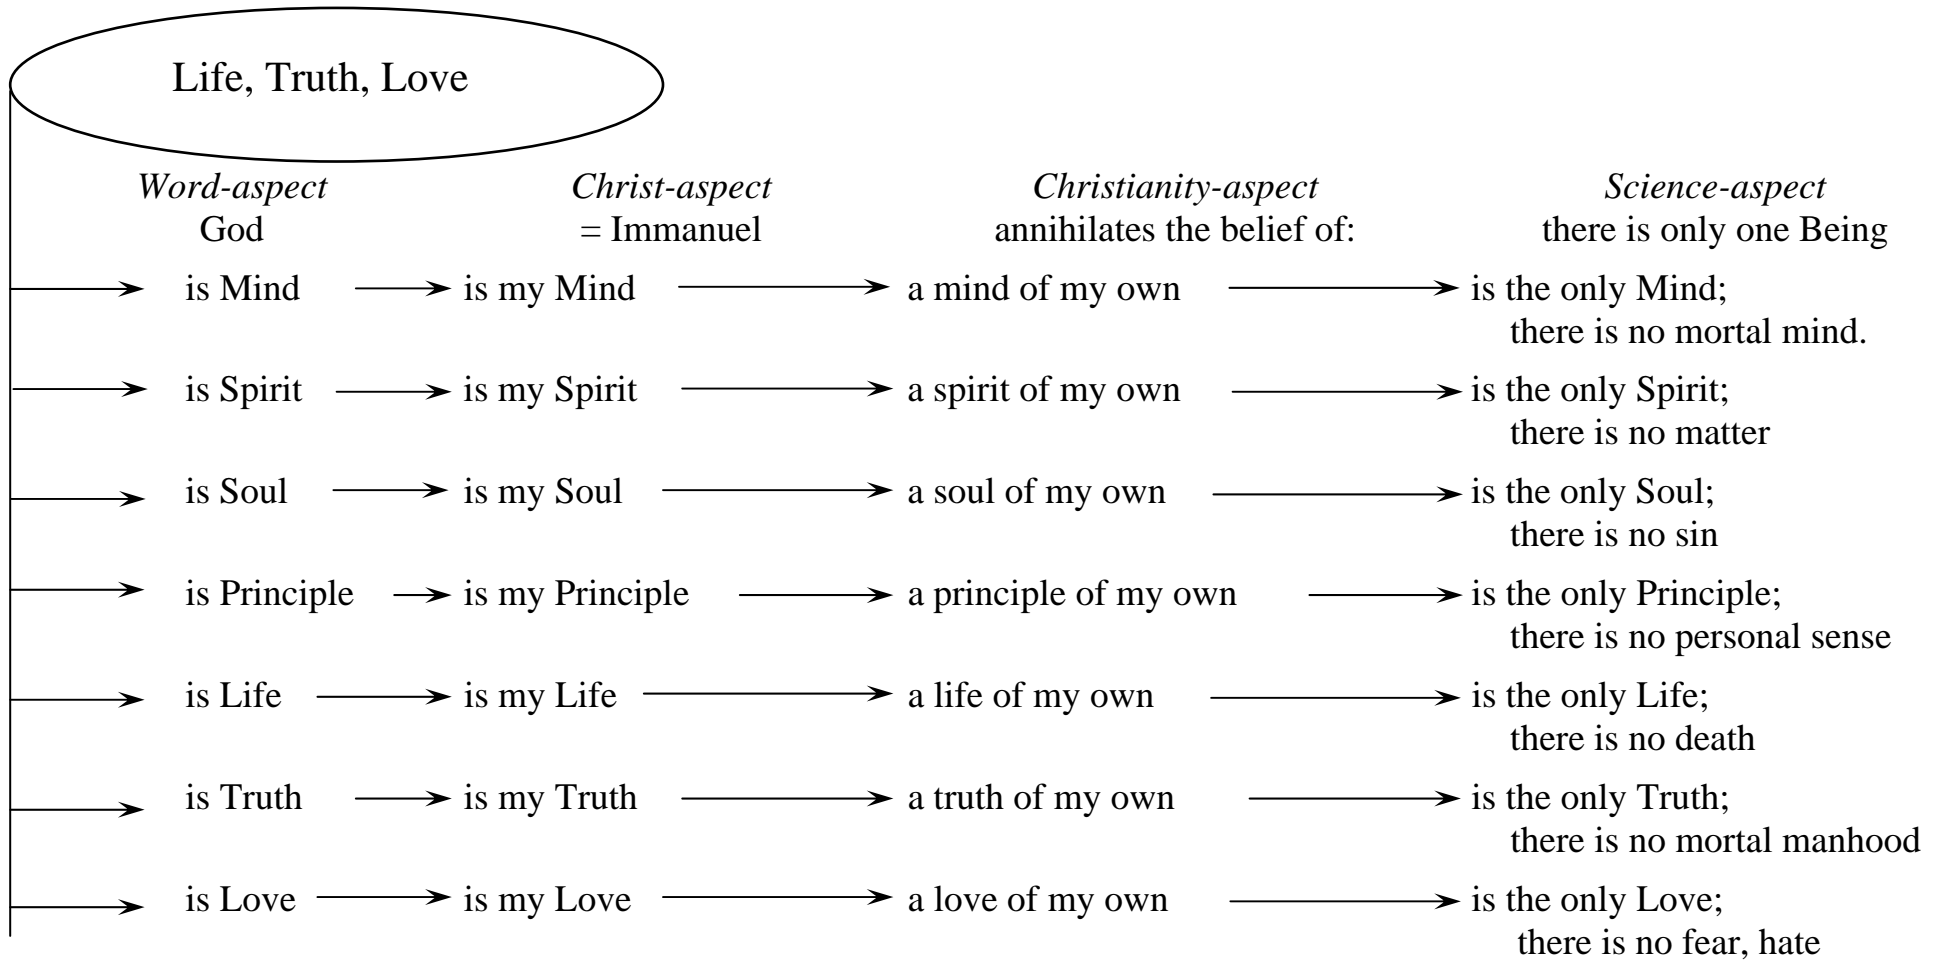 Life, Truth, Love
Word-aspect Christ-aspect Christianity-aspect Science-aspect
God = Immanuel annihilates the belief of: there is only one Being
is Mind is my Mind a mind of my own is the only Mind;
there is no mortal mind.
is Spirit is my Spirit a spirit of my own is the only Spirit;
there is no matter
is Soul is my Soul a soul of my own is the only Soul;
there is no sin
is Principle is my Principle a principle of my own is the only Principle;
there is no personal sense
is Life is my Life a life of my own is the only Life;
there is no death
is Truth is my Truth a truth of my own is the only Truth;
there is no mortal manhood
is Love is my Love a love of my own is the only Love;
there is no fear, hate